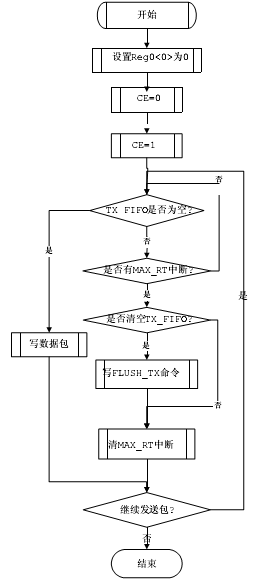 开始
设置Reg0<0>为0
CE=0
CE=1
否
TX_FIFO是否为空?
是
否
是否有MAX_RT中断?
是
是
是否清空TX_FIFO?
是
写数据包
写FLUSH_TX命令
否
清MAX_RT中断
继续发送包?
否
结束